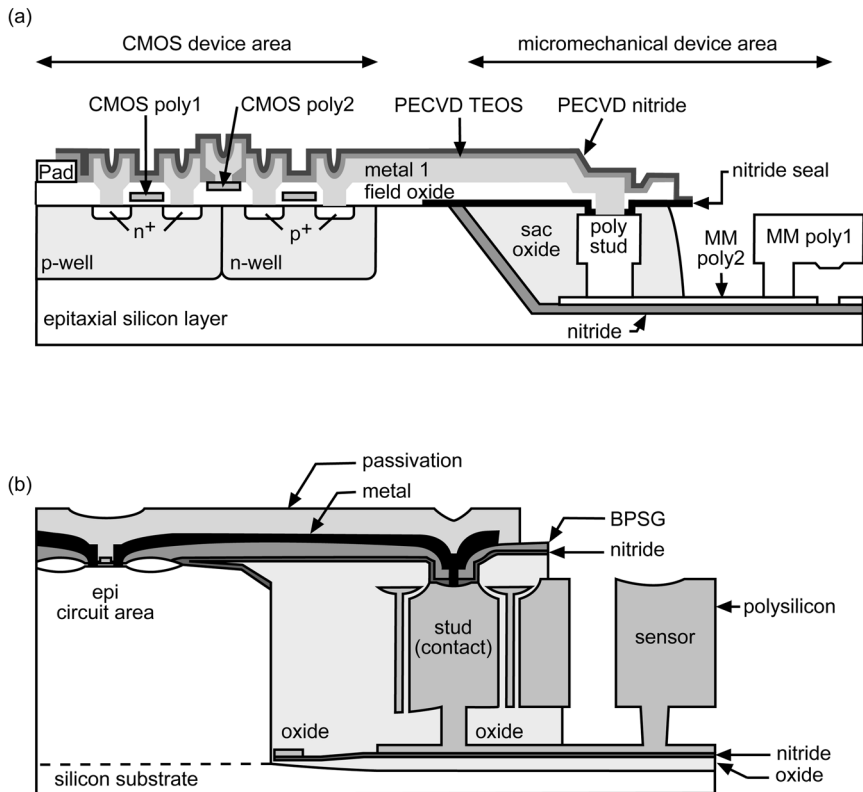 (a)
CMOS device area
micromechanical device area
CMOS poly1
CMOS poly2
PECVD TEOS
PECVD nitride
Pad
metal 1
field oxide
nitride seal
n+
p+
p-well
n-well
sac
oxide
poly
stud
MM
poly2
MM poly1
epitaxial silicon layer
nitride
(b)
passivation
metal
BPSG
nitride
epi
circuit area
stud
(contact)
sensor
polysilicon
oxide
oxide
nitride
oxide
silicon substrate